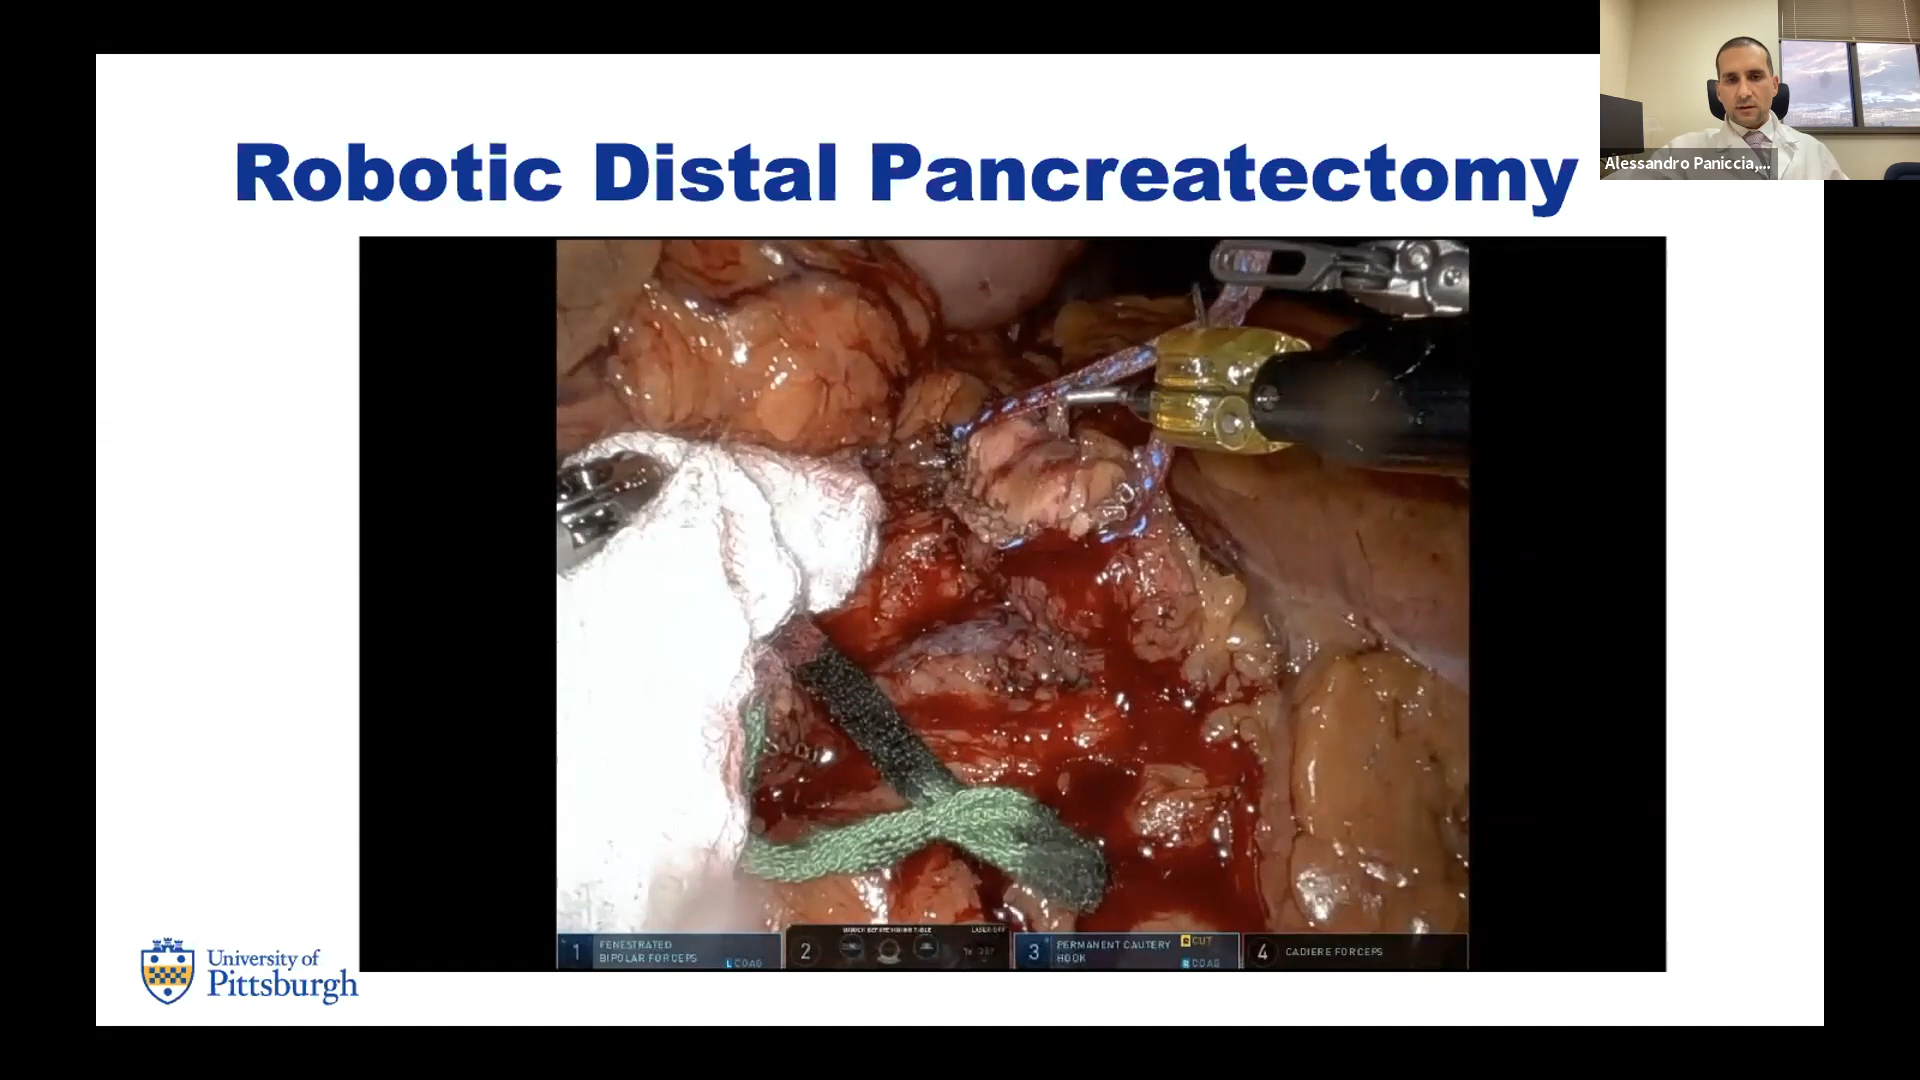 Robotic Distal Pancreatectomy
Alessandro Paniccia,...
University of
Pittsburgh
1
FENESTRATED
BIPOLAR FORCEPS
COAG
2
3
PERMANENT CAUTERY
HOOK
CUT
COAG
4
CADIERE FORCEPS